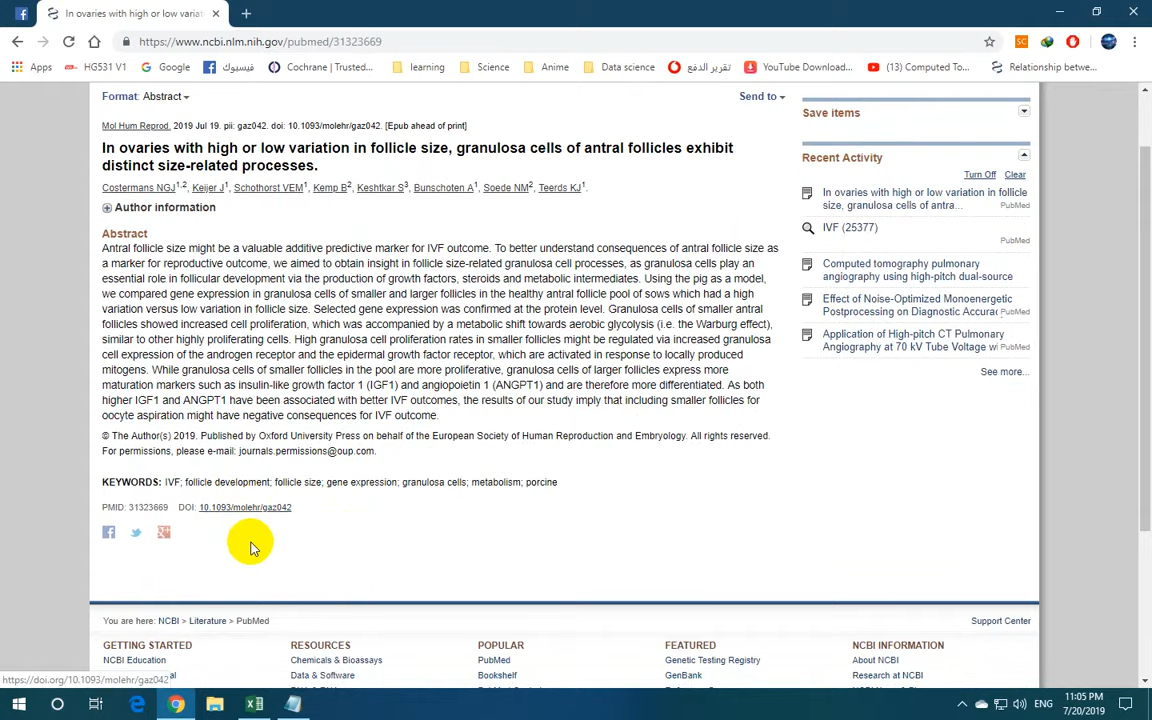 In ovaries with high or low variat
https://www.ncbi.nlm.nih.gov/pubmed/31323669
SC
Apps HG531 V1 Google فيسبوك Cochrane | Trusted... learning Science Anime Data science تقرير الدفع YouTube Download... (13) Computed To... Relationship betwe...
Format: Abstract Send to
Mol Hum Reprod. 2019 Jul 19. pii: gaz042. doi: 10.1093/molehr/gaz042. [Epub ahead of print]
In ovaries with high or low variation in follicle size, granulosa cells of antral follicles exhibit
distinct size-related processes.
Costermans NGJ1,2, Keijer J1, Schothorst VEM1, Kemp B2, Keshtkar S3, Bunschoten A1, Soede NM2, Teerds KJ1.
Author information
Abstract
Antral follicle size might be a valuable additive predictive marker for IVF outcome. To better understand consequences of antral follicle size as
a marker for reproductive outcome, we aimed to obtain insight in follicle size-related granulosa cell processes, as granulosa cells play an
essential role in follicular development via the production of growth factors, steroids and metabolic intermediates. Using the pig as a model,
we compared gene expression in granulosa cells of smaller and larger follicles in the healthy antral follicle pool of sows which had a high
variation versus low variation in follicle size. Selected gene expression was confirmed at the protein level. Granulosa cells of smaller antral
follicles showed increased cell proliferation, which was accompanied by a metabolic shift towards aerobic glycolysis (i.e. the Warburg effect),
similar to other highly proliferating cells. High granulosa cell proliferation rates in smaller follicles might be regulated via increased granulosa
cell expression of the androgen receptor and the epidermal growth factor receptor, which are activated in response to locally produced
mitogens. While granulosa cells of smaller follicles in the pool are more proliferative, granulosa cells of larger follicles express more
maturation markers such as insulin-like growth factor 1 (IGF1) and angiopoietin 1 (ANGPT1) and are therefore more differentiated. As both
higher IGF1 and ANGPT1 have been associated with better IVF outcomes, the results of our study imply that including smaller follicles for
oocyte aspiration might have negative consequences for IVF outcome.
© The Author(s) 2019. Published by Oxford University Press on behalf of the European Society of Human Reproduction and Embryology. All rights reserved.
For permissions, please e-mail: journals.permissions@oup.com.
KEYWORDS: IVF; follicle development; follicle size; gene expression; granulosa cells; metabolism; porcine
PMID: 31323669 DOI: 10.1093/molehr/gaz042
Save items
Recent Activity
Turn Off Clear
In ovaries with high or low variation in follicle
size, granulosa cells of antra...
PubMed
IVF (25377)
PubMed
Computed tomography pulmonary
angiography using high-pitch dual-source
Effect of Noise-Optimized Monoenergetic
Postprocessing on Diagnostic Accurac PubMed
Application of High-pitch CT Pulmonary
Angiography at 70 kV Tube Voltage w PubMed
See more...
You are here: NCBI > Literature > PubMed Support Center
GETTING STARTED RESOURCES POPULAR FEATURED NCBI INFORMATION
NCBI Education Chemicals & Bioassays PubMed Genetic Testing Registry About NCBI
al Data & Software Bookshelf GenBank Research at NCBI
https://doi.org/10.1093/molehr/gaz042
ENG
11:05 PM
7/20/2019